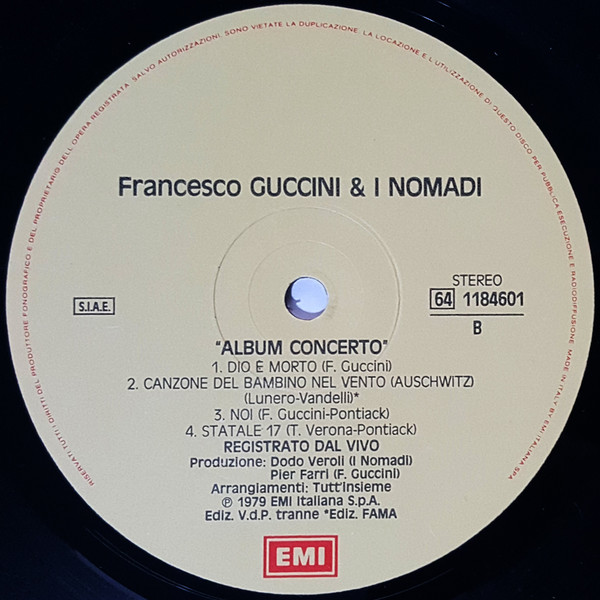 RISERVATI TUTTI I DIRITTI DEL PRODUTTORE FONOGRAFICO E DEL PROPRIETARIO DELL'OPERA REGISTRATA. SALVO AUTORIZZAZIONI, SONO VIETATE LA DUPLICAZIONE, LA LOCAZIONE E L'UTILIZZAZIONE DI QUESTO DISCO PER PUBBLICA ESECUZIONE E RADIODIFFUSIONE. MADE IN ITALY BY EMI ITALIANA SPA
Francesco GUCCINI & I NOMADI
S.I.A.E.
STEREO
64 1184601
B
"ALBUM CONCERTO"
1. DIO È MORTO (F. Guccini)
2. CANZONE DEL BAMBINO NEL VENTO (AUSCHWITZ)
(Lunero-Vandelli)*
3. NOI (F. Guccini-Pontiack)
4. STATALE 17 (T. Verona-Pontiack)
REGISTRATO DAL VIVO
Produzione: Dodo Veroli (I Nomadi)
Pier Farri (F. Guccini)
Arrangiamenti: Tutt'Insieme
℗ 1979 EMI Italiana S.p.A.
Ediz. V.d.P. tranne *Ediz. FAMA
EMI